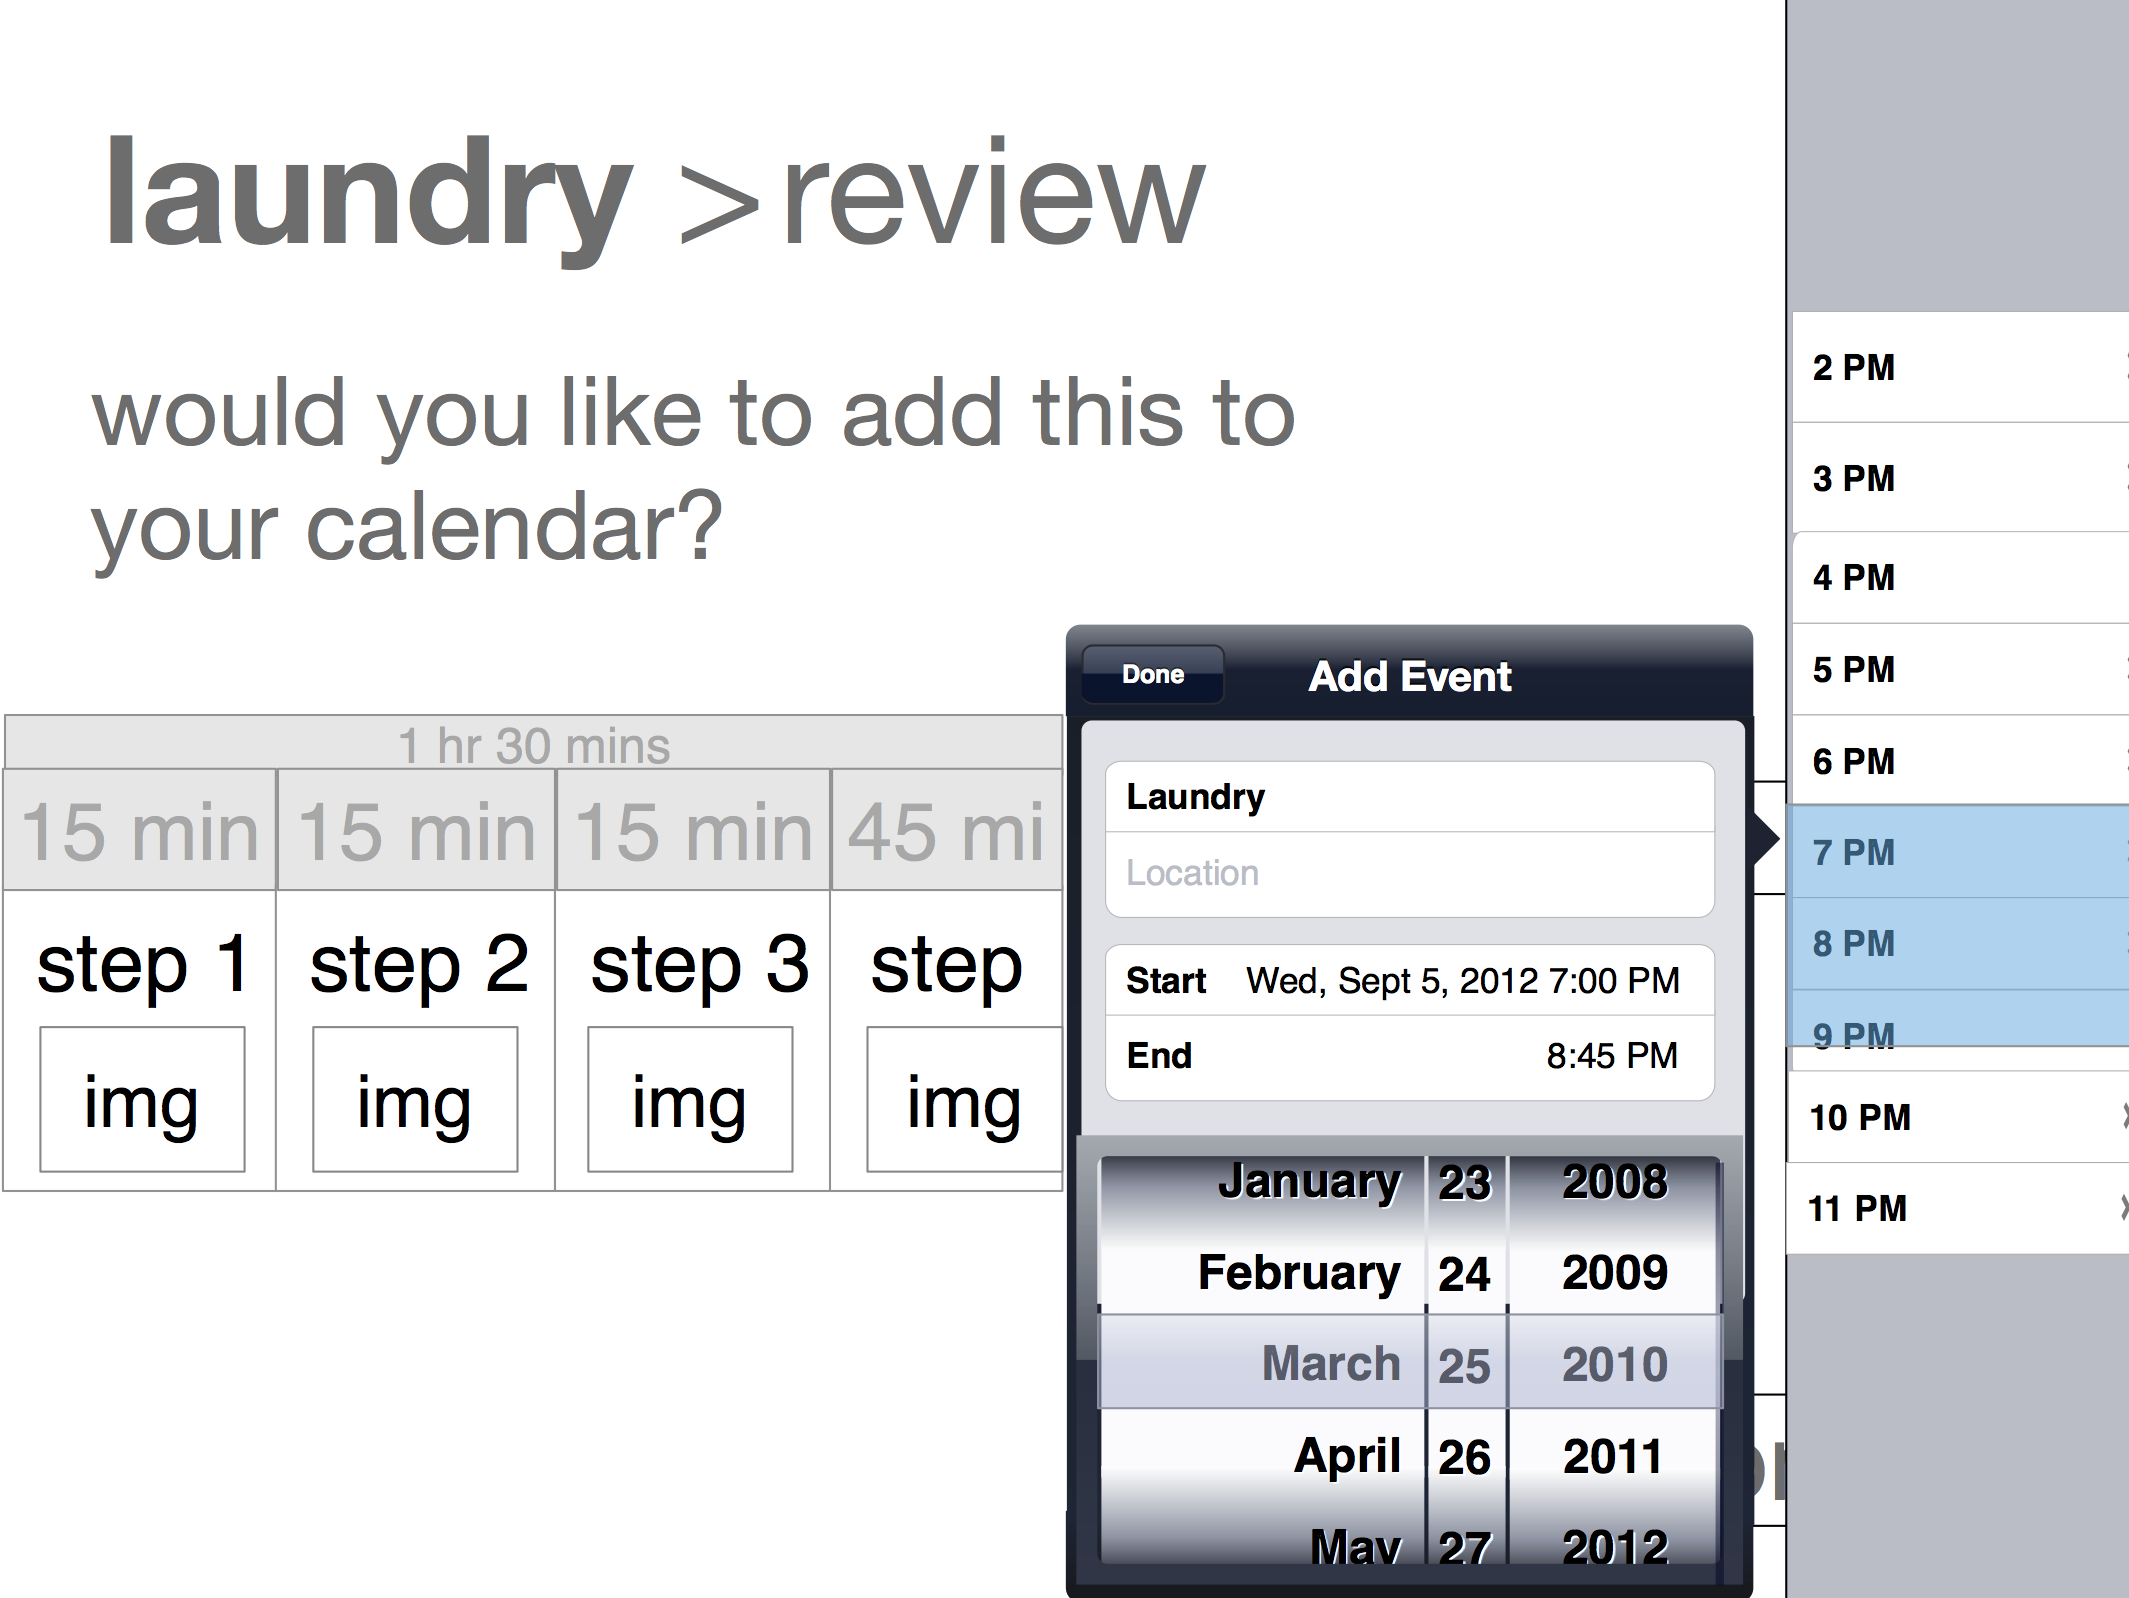 laundry >review
would you like to add this to
your calendar?
1 hr 30 mins
15 min 15 min 15 min 45 mi
step 1 step 2 step 3 step
img img img img
Done Add Event
Laundry
Location
Start Wed, Sept 5, 2012 7:00 PM
End 8:45 PM
January 23 2008
February 24 2009
March 25 2010
April 26 2011
May 27 2012
2 PM
3 PM
4 PM
5 PM
6 PM
7 PM
8 PM
9 PM
10 PM
11 PM